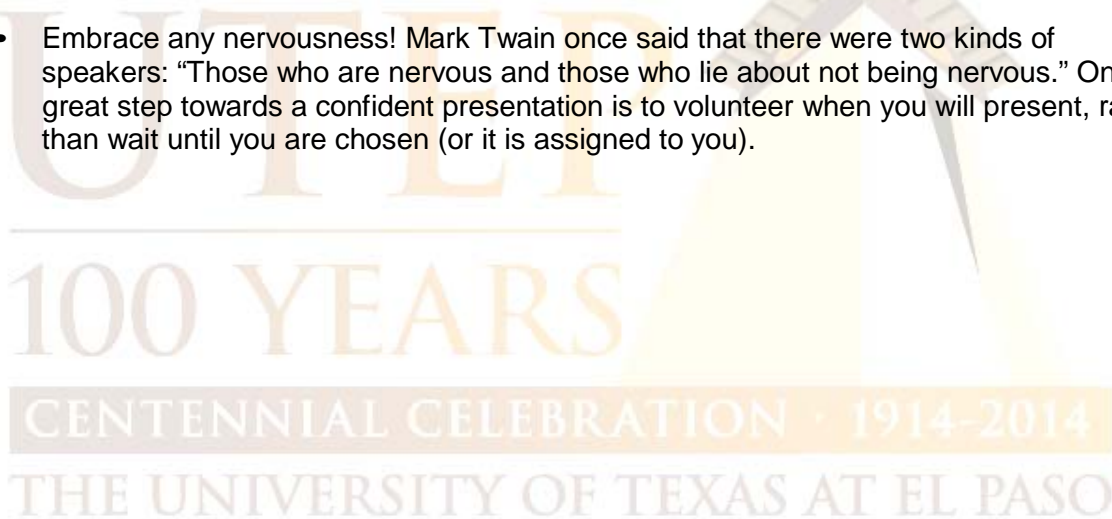 • Embrace any nervousness! Mark Twain once said that there were two kinds of
speakers: “Those who are nervous and those who lie about not being nervous.” On
great step towards a confident presentation is to volunteer when you will present, ra
than wait until you are chosen (or it is assigned to you).
UTEP
100 YEARS
CENTENNIAL CELEBRATION · 1914-2014
THE UNIVERSITY OF TEXAS AT EL PASO